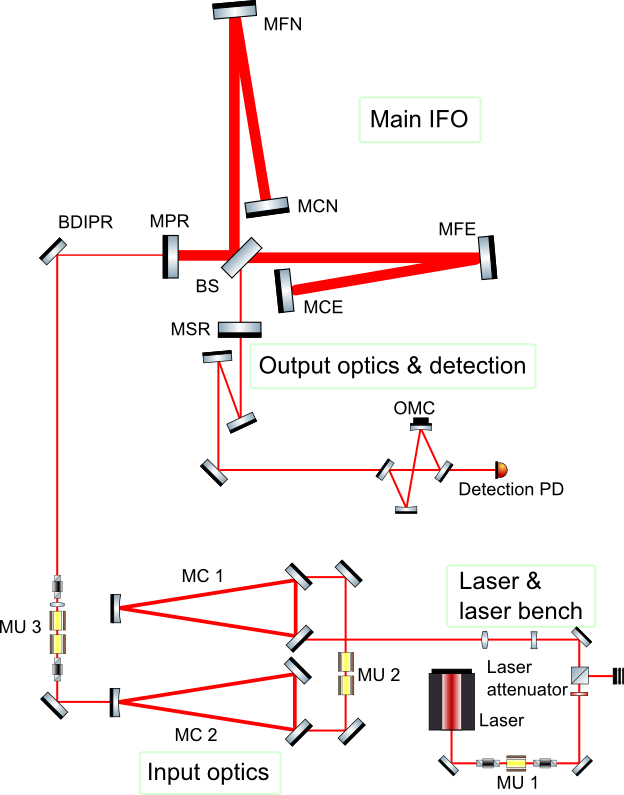 MFN
Main IFO
MCN
BDIPR
MPR
MFE
BS
MCE
MSR
Output optics & detection
OMC
Detection PD
MC 1
Laser &
laser bench
MU 3
MU 2
Laser
attenuator
Laser
MC 2
Input optics
MU 1